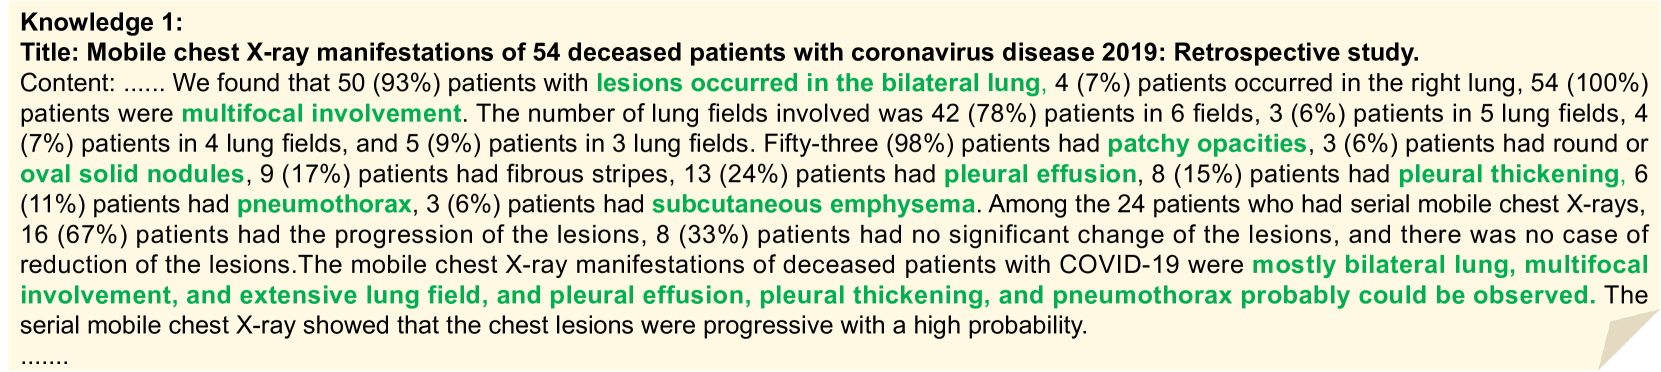 Knowledge 1:
Title: Mobile chest X-ray manifestations of 54 deceased patients with coronavirus disease 2019: Retrospective study.
Content: ...... We found that 50 (93%) patients with lesions occurred in the bilateral lung, 4 (7%) patients occurred in the right lung, 54 (100%)
patients were multifocal involvement. The number of lung fields involved was 42 (78%) patients in 6 fields, 3 (6%) patients in 5 lung fields, 4
(7%) patients in 4 lung fields, and 5 (9%) patients in 3 lung fields. Fifty-three (98%) patients had patchy opacities, 3 (6%) patients had round or
oval solid nodules, 9 (17%) patients had fibrous stripes, 13 (24%) patients had pleural effusion, 8 (15%) patients had pleural thickening, 6
(11%) patients had pneumothorax, 3 (6%) patients had subcutaneous emphysema. Among the 24 patients who had serial mobile chest X-rays,
16 (67%) patients had the progression of the lesions, 8 (33%) patients had no significant change of the lesions, and there was no case of
reduction of the lesions.The mobile chest X-ray manifestations of deceased patients with COVID-19 were mostly bilateral lung, multifocal
involvement, and extensive lung field, and pleural effusion, pleural thickening, and pneumothorax probably could be observed. The
serial mobile chest X-ray showed that the chest lesions were progressive with a high probability.
.......